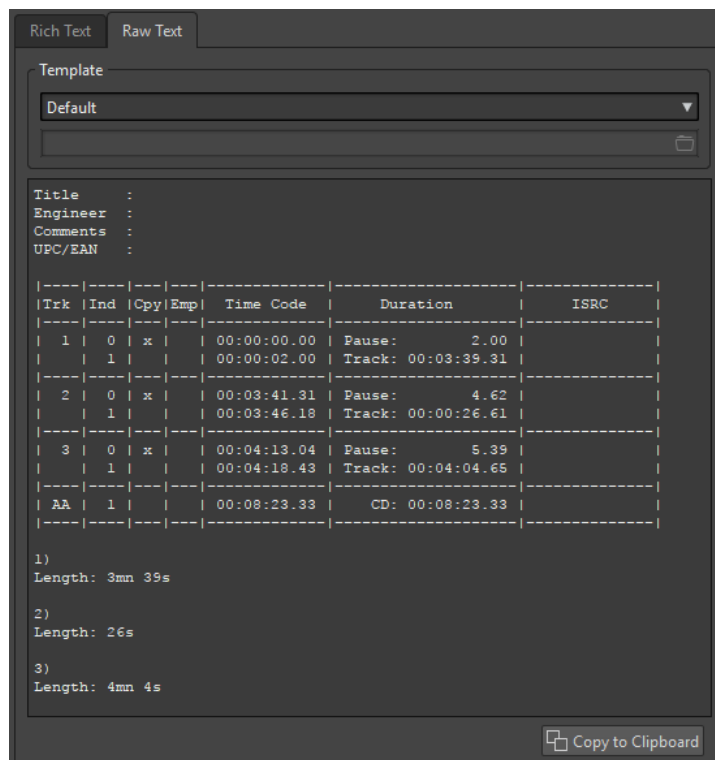 Rich Text Raw Text
Template
Default
Title     :
Engineer  :
Comments  :
UPC/EAN   :
|----|----|---|---|-------------|--------------------|--------------|
|Trk |Ind |Cpy|Emp|  Time Code  |     Duration       |     ISRC     |
|----|----|---|---|-------------|--------------------|--------------|
|  1 |  0 | x |   | 00:00:00.00 | Pause:        2.00 |              |
|    |  1 |   |   | 00:00:02.00 | Track: 00:03:39.31 |              |
|----|----|---|---|-------------|--------------------|--------------|
|  2 |  0 | x |   | 00:03:41.31 | Pause:        4.62 |              |
|    |  1 |   |   | 00:03:46.18 | Track: 00:00:26.61 |              |
|----|----|---|---|-------------|--------------------|--------------|
|  3 |  0 | x |   | 00:04:13.04 | Pause:        5.39 |              |
|    |  1 |   |   | 00:04:18.43 | Track: 00:04:04.65 |              |
|----|----|---|---|-------------|--------------------|--------------|
| AA |  1 |   |   | 00:08:23.33 |    CD: 00:08:23.33 |              |
|----|----|---|---|-------------|--------------------|--------------|
1)
Length: 3mn 39s
2)
Length: 26s
3)
Length: 4mn 4s
Copy to Clipboard